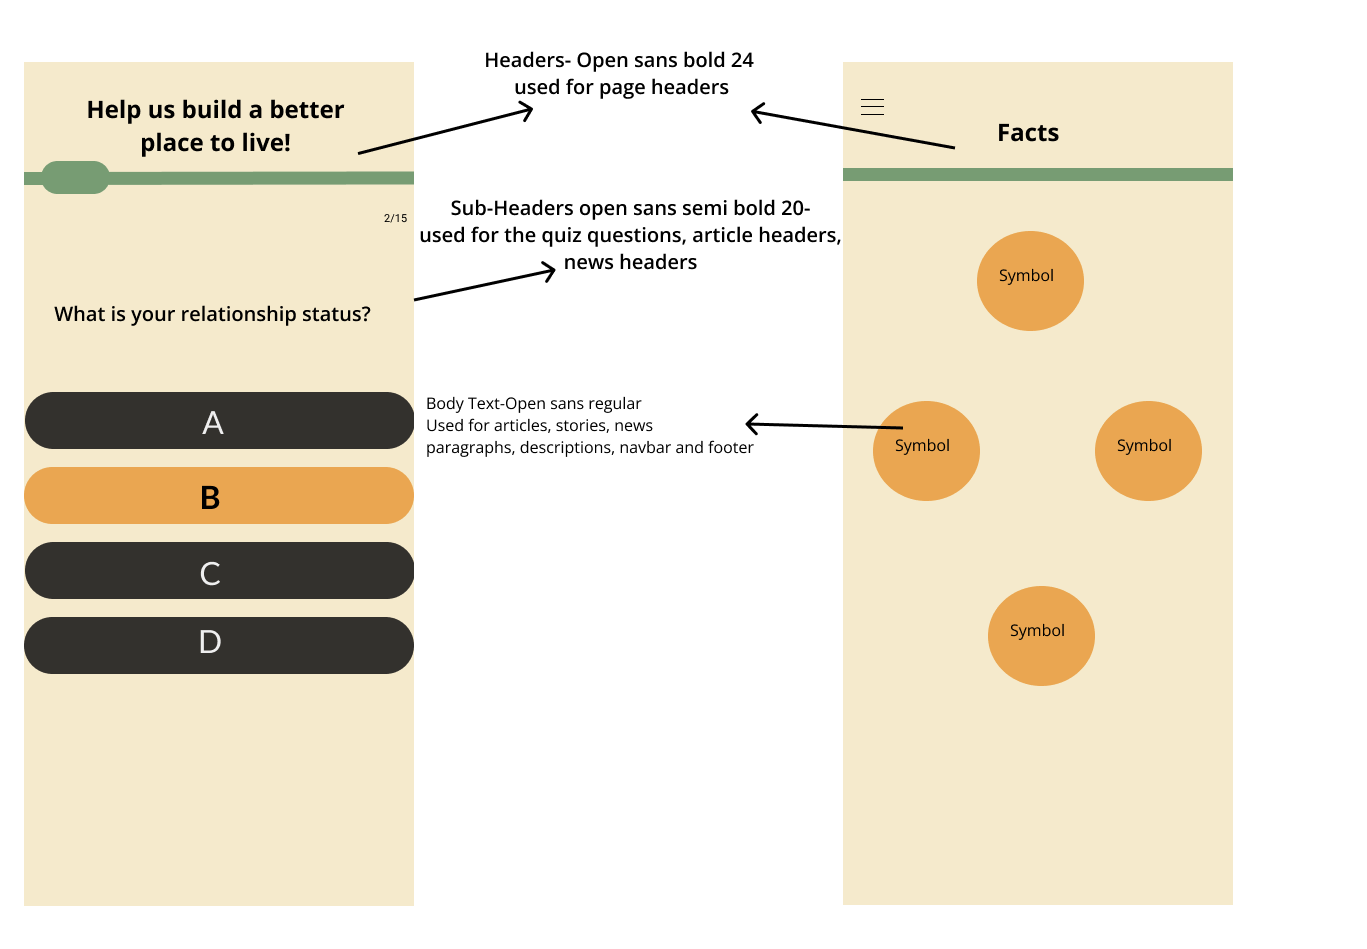 Help us build a better
place to live!
2/15
What is your relationship status?
A
B
C
D
Headers- Open sans bold 24
used for page headers
Sub-Headers open sans semi bold 20-
used for the quiz questions, article headers,
news headers
Body Text-Open sans regular
Used for articles, stories, news
paragraphs, descriptions, navbar and footer
Facts
Symbol
Symbol
Symbol
Symbol